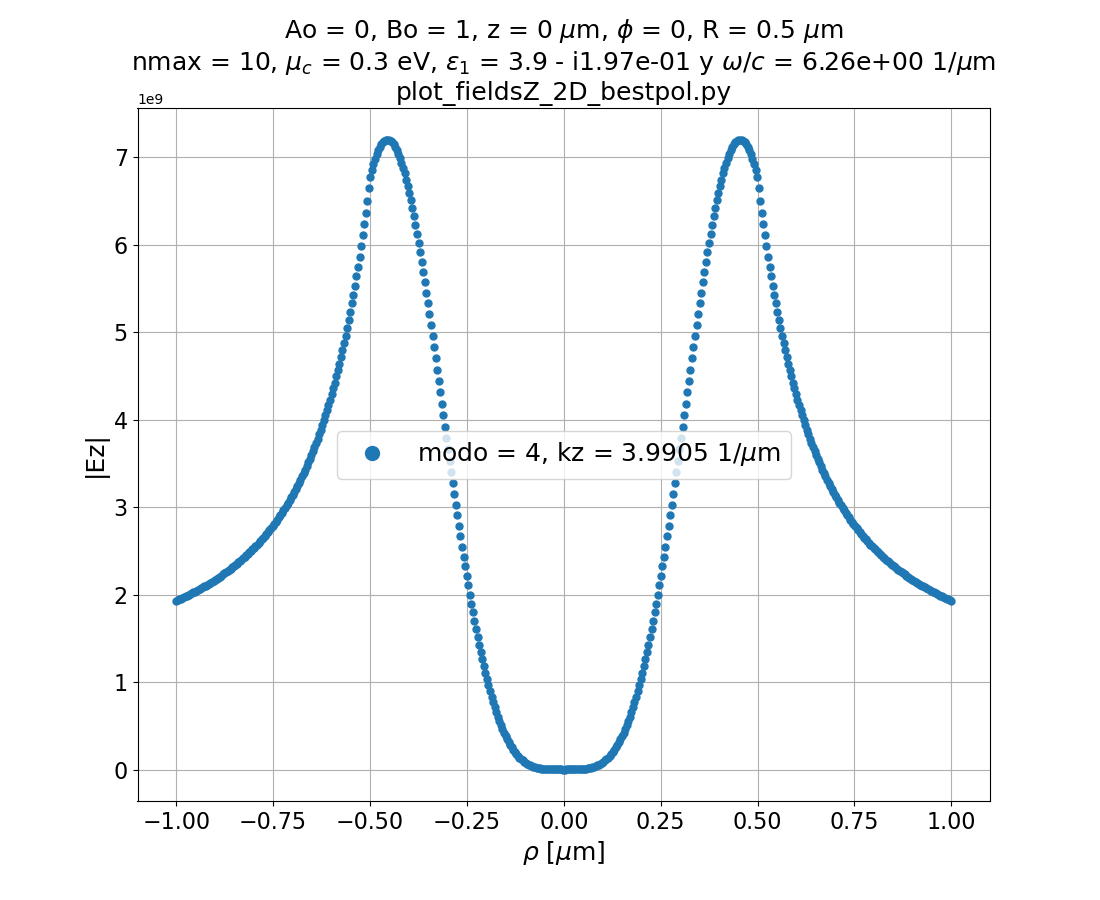 Ao = 0, Bo = 1, z = 0 μm, ϕ = 0, R = 0.5 μm
nmax = 10, μc = 0.3 eV, ε1 = 3.9 - i1.97e-01 y ω/c = 6.26e+00 1/μm
plot_fieldsZ_2D_bestpol.py
1e9
7
6
5
4
3
2
1
0
|Ez|
modo = 4, kz = 3.9905 1/μm
−1.00 −0.75 −0.50 −0.25 0.00 0.25 0.50 0.75 1.00
ρ [μm]